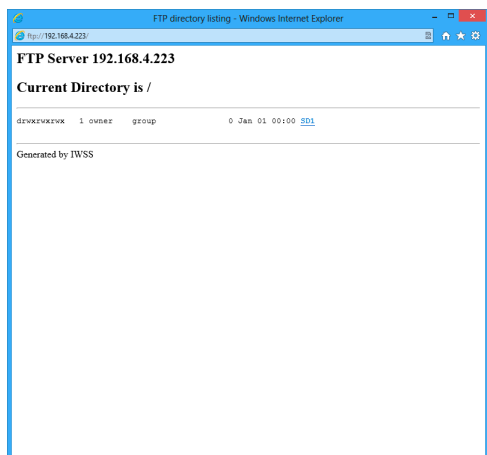 FTP directory listing - Windows Internet Explorer
ftp://192.168.4.223/
FTP Server 192.168.4.223
Current Directory is /
drwxrwxrwx 1 owner group 0 Jan 01 00:00 SD1
Generated by IWSS